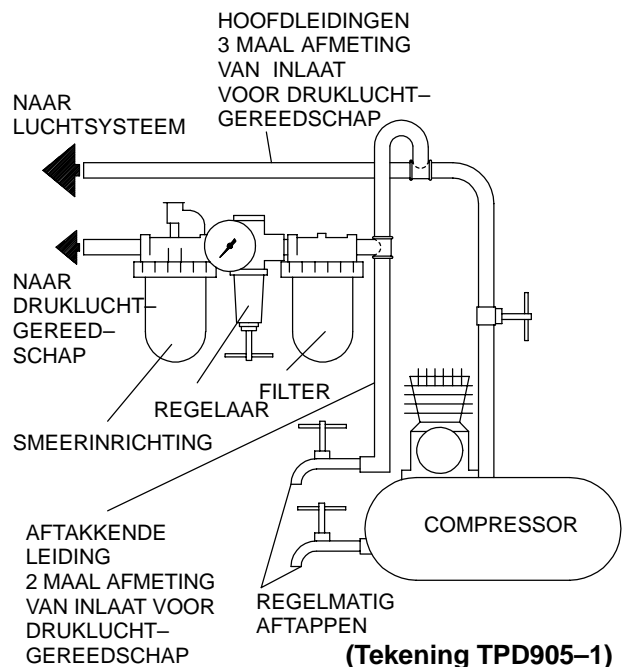 HOOFDLEIDINGEN
3 MAAL AFMETING
VAN INLAAT
VOOR DRUKLUCHT–
GEREEDSCHAP
NAAR
LUCHTSYSTEEM
NAAR
DRUKLUCHT–
GEREED–
SCHAP
FILTER
REGELAAR
SMEERINRICHTING
COMPRESSOR
AFTAKKENDE
LEIDING
2 MAAL AFMETING
VAN INLAAT VOOR
DRUKLUCHT–
GEREEDSCHAP
REGELMATIG
AFTAPPEN
(Tekening TPD905–1)